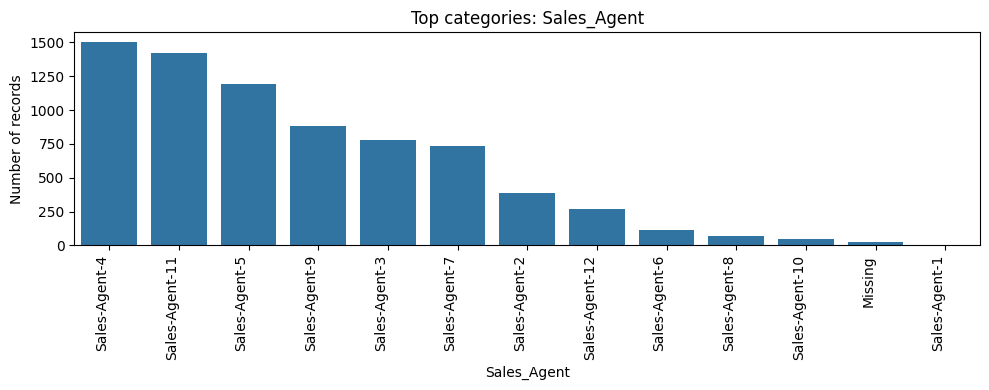 Top categories: Sales_Agent
Number of records
1500
1250
1000
750
500
250
0
Sales-Agent-4
Sales-Agent-11
Sales-Agent-5
Sales-Agent-9
Sales-Agent-3
Sales-Agent-7
Sales-Agent-2
Sales-Agent-12
Sales-Agent-6
Sales-Agent-8
Sales-Agent-10
Missing
Sales-Agent-1
Sales_Agent